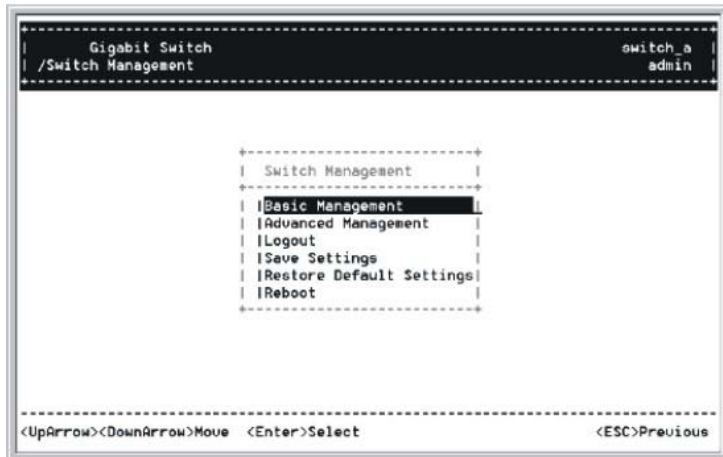 Gigabit Switch switch_a
/Switch Management admin
Switch Management
Basic Management
Advanced Management
Logout
Save Settings
Restore Default Settings
Reboot
<UpArrow><DownArrow>Move <Enter>Select <ESC>Previous